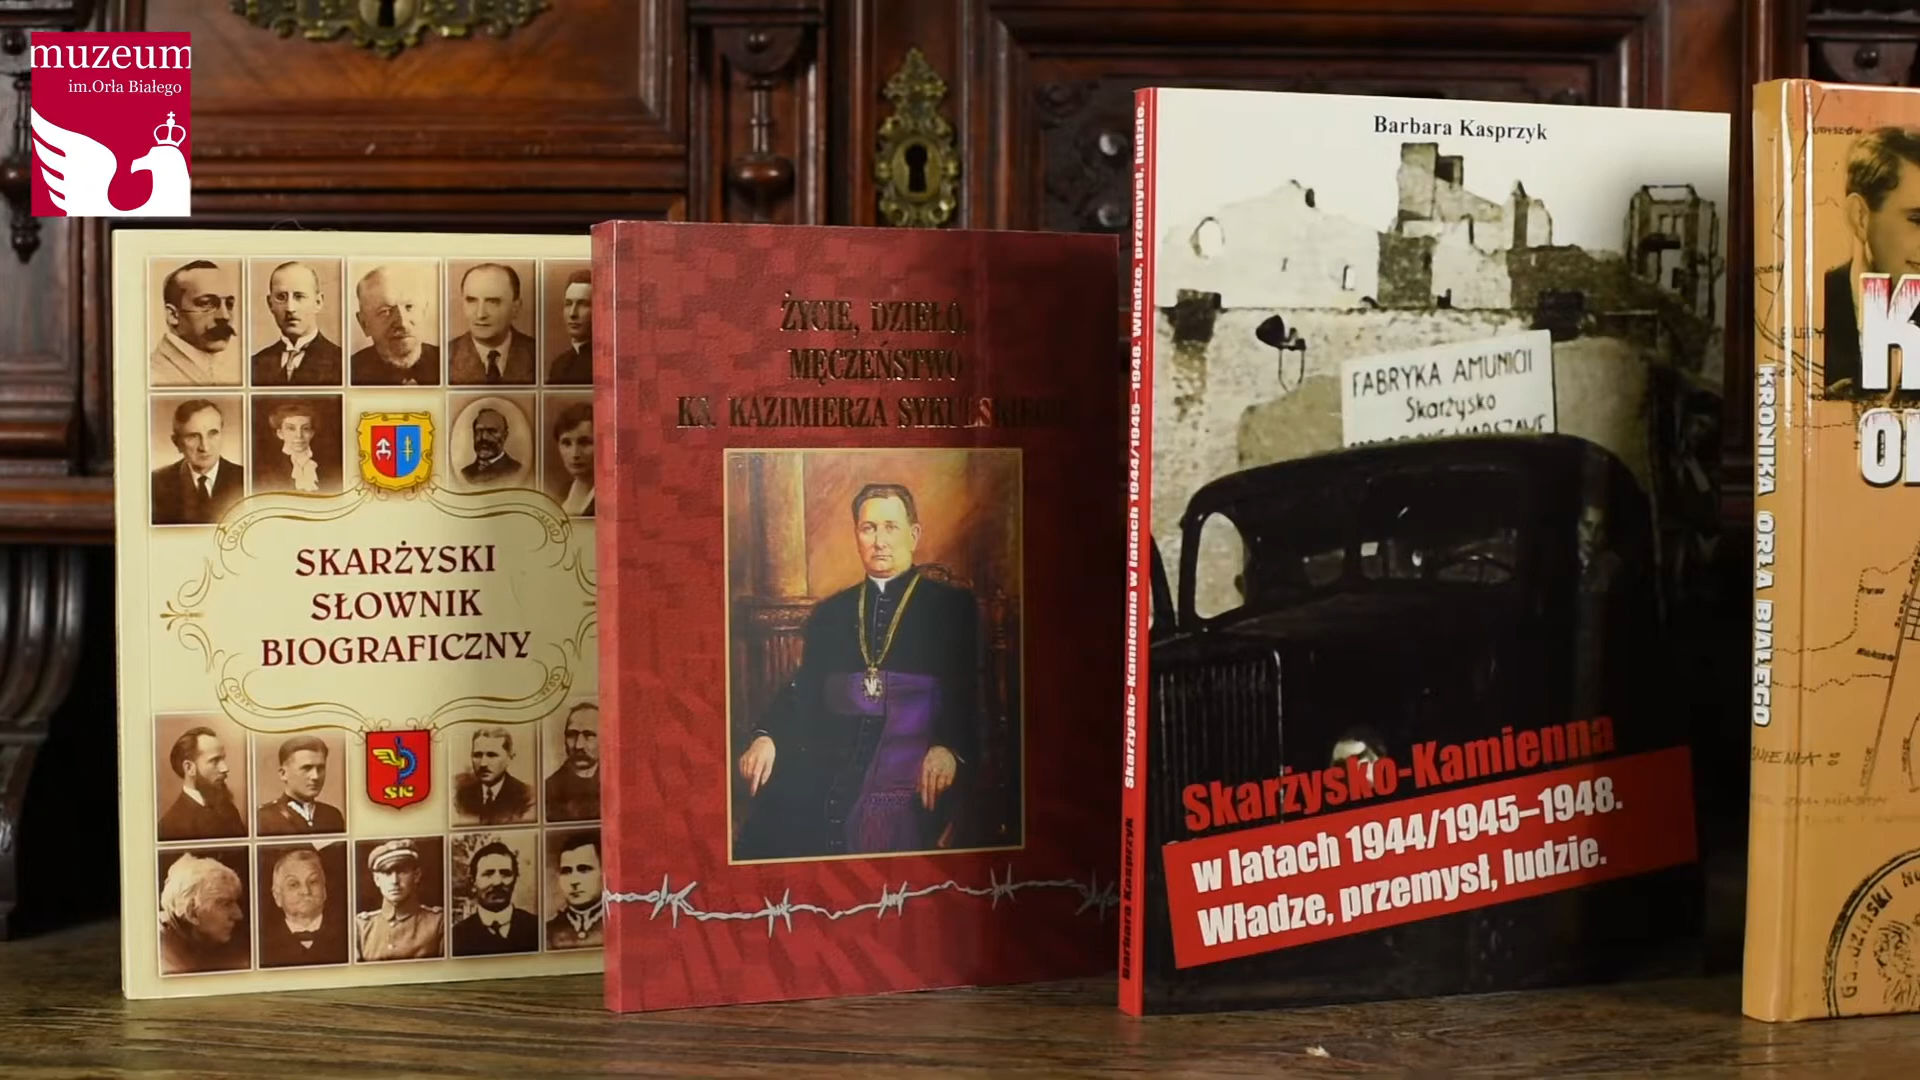 muzeum
im.Orła Białego
SKARŻYSKI
SŁOWNIK
BIOGRAFICZNY
SK
ŻYCIE, DZIEŁO,
MĘCZEŃSTWO
KS. KAZIMIERZA SYKULSKIEGO
Skarżysko-Kamienna w latach 1944/1945–1948. Władze, przemysł, ludzie.
Barbara Kasprzyk
Barbara Kasprzyk
FABRYKA AMUNICJI
Skarżysko
Skarżysko-Kamienna
w latach 1944/1945–1948.
Władze, przemysł, ludzie.
KRONIKA ORŁA BIAŁEGO